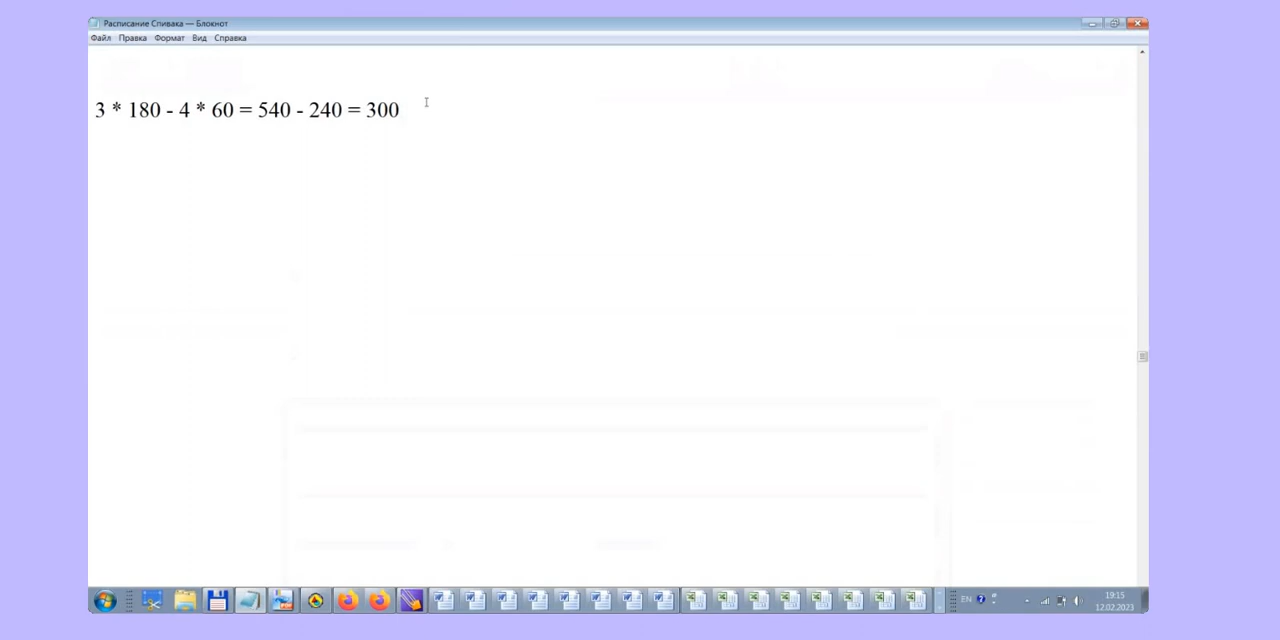 Расписание Спивака — Блокнот
Файл Правка Формат Вид Справка
3 * 180 - 4 * 60 = 540 - 240 = 300
EN
19:15
12.02.2023